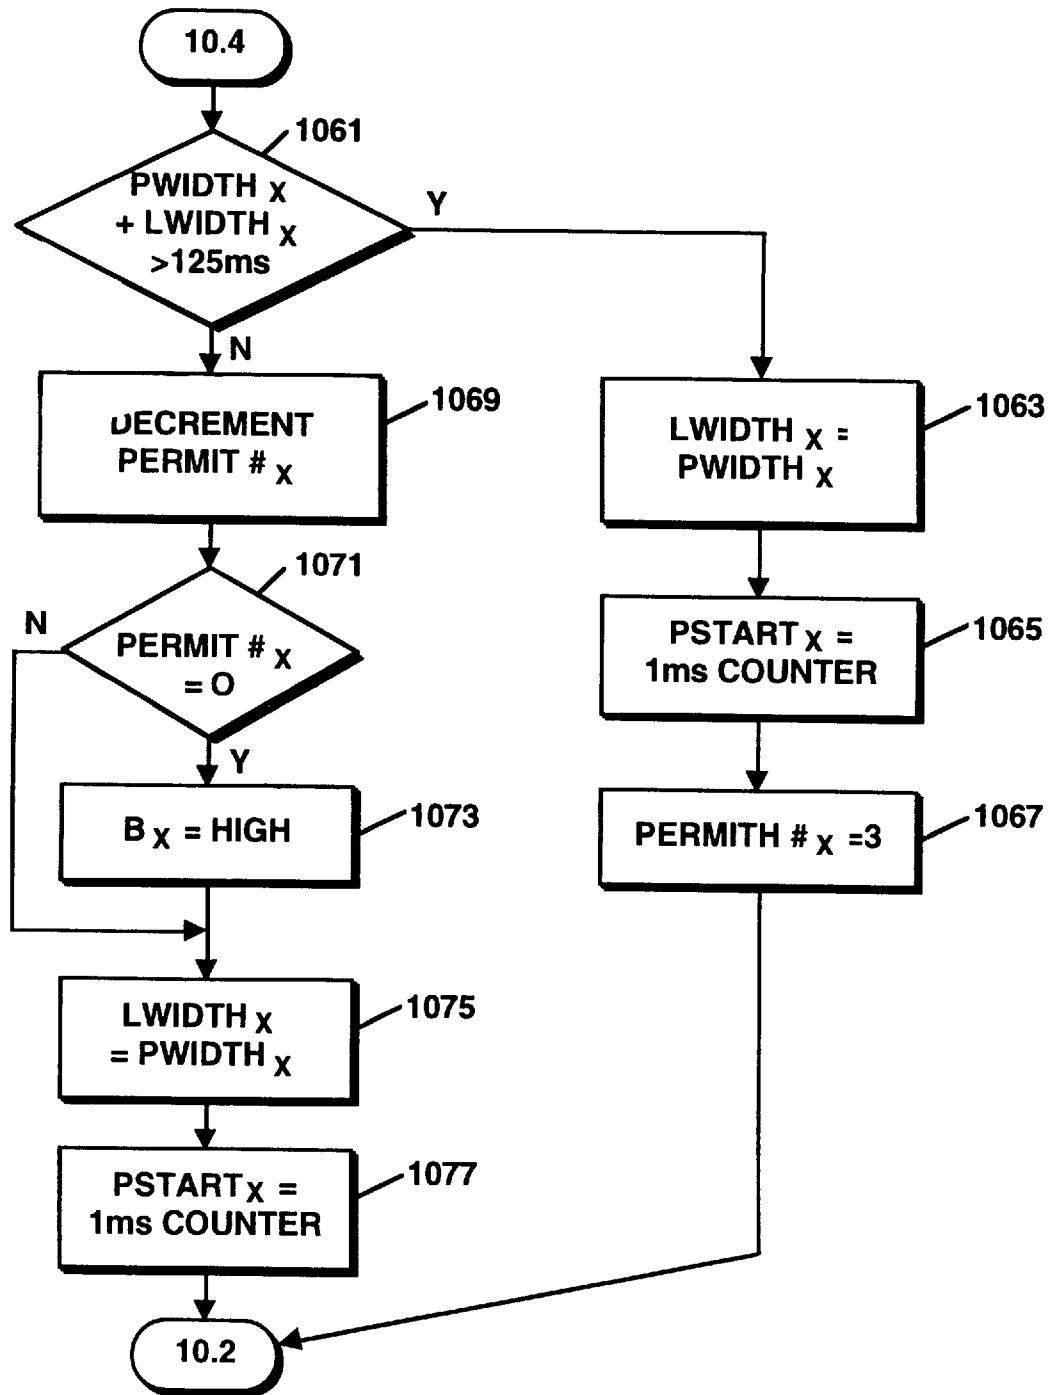 10.4
1061
PWIDTH X
+ LWIDTH X
>125ms
Y
N
DECREMENT
PERMIT # X
1069
LWIDTH X =
PWIDTH X
1063
1071
N
PERMIT # X
= O
Y
PSTART X =
1ms COUNTER
1065
B X = HIGH
1073
PERMITH # X =3
1067
LWIDTH X
= PWIDTH X
1075
PSTART X =
1ms COUNTER
1077
10.2